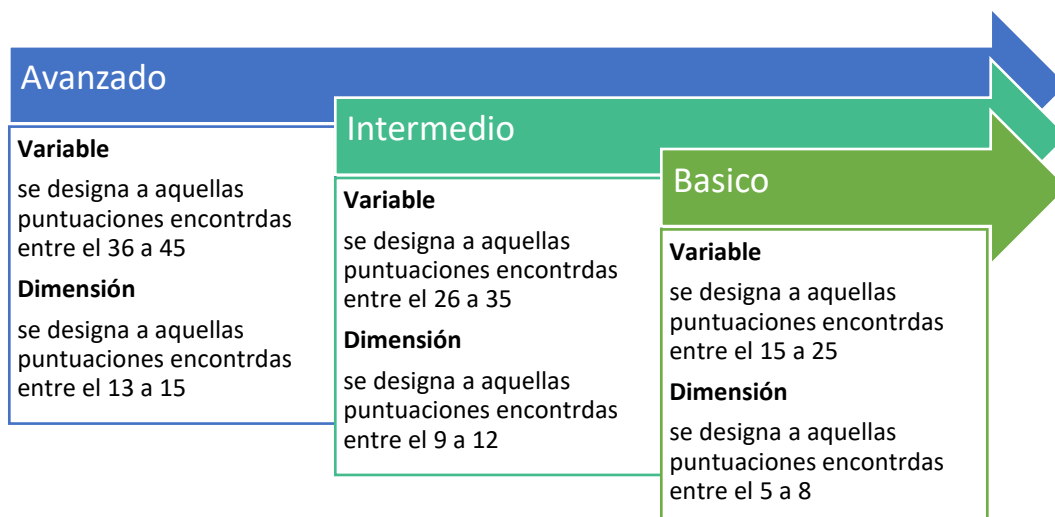 Avanzado
Variable
se designa a aquellas
puntuaciones encontrdas
entre el 36 a 45
Dimensión
se designa a aquellas
puntuaciones encontrdas
entre el 13 a 15
Intermedio
Variable
se designa a aquellas
puntuaciones encontrdas
entre el 26 a 35
Dimensión
se designa a aquellas
puntuaciones encontrdas
entre el 9 a 12
Basico
Variable
se designa a aquellas
puntuaciones encontrdas
entre el 15 a 25
Dimensión
se designa a aquellas
puntuaciones encontrdas
entre el 5 a 8